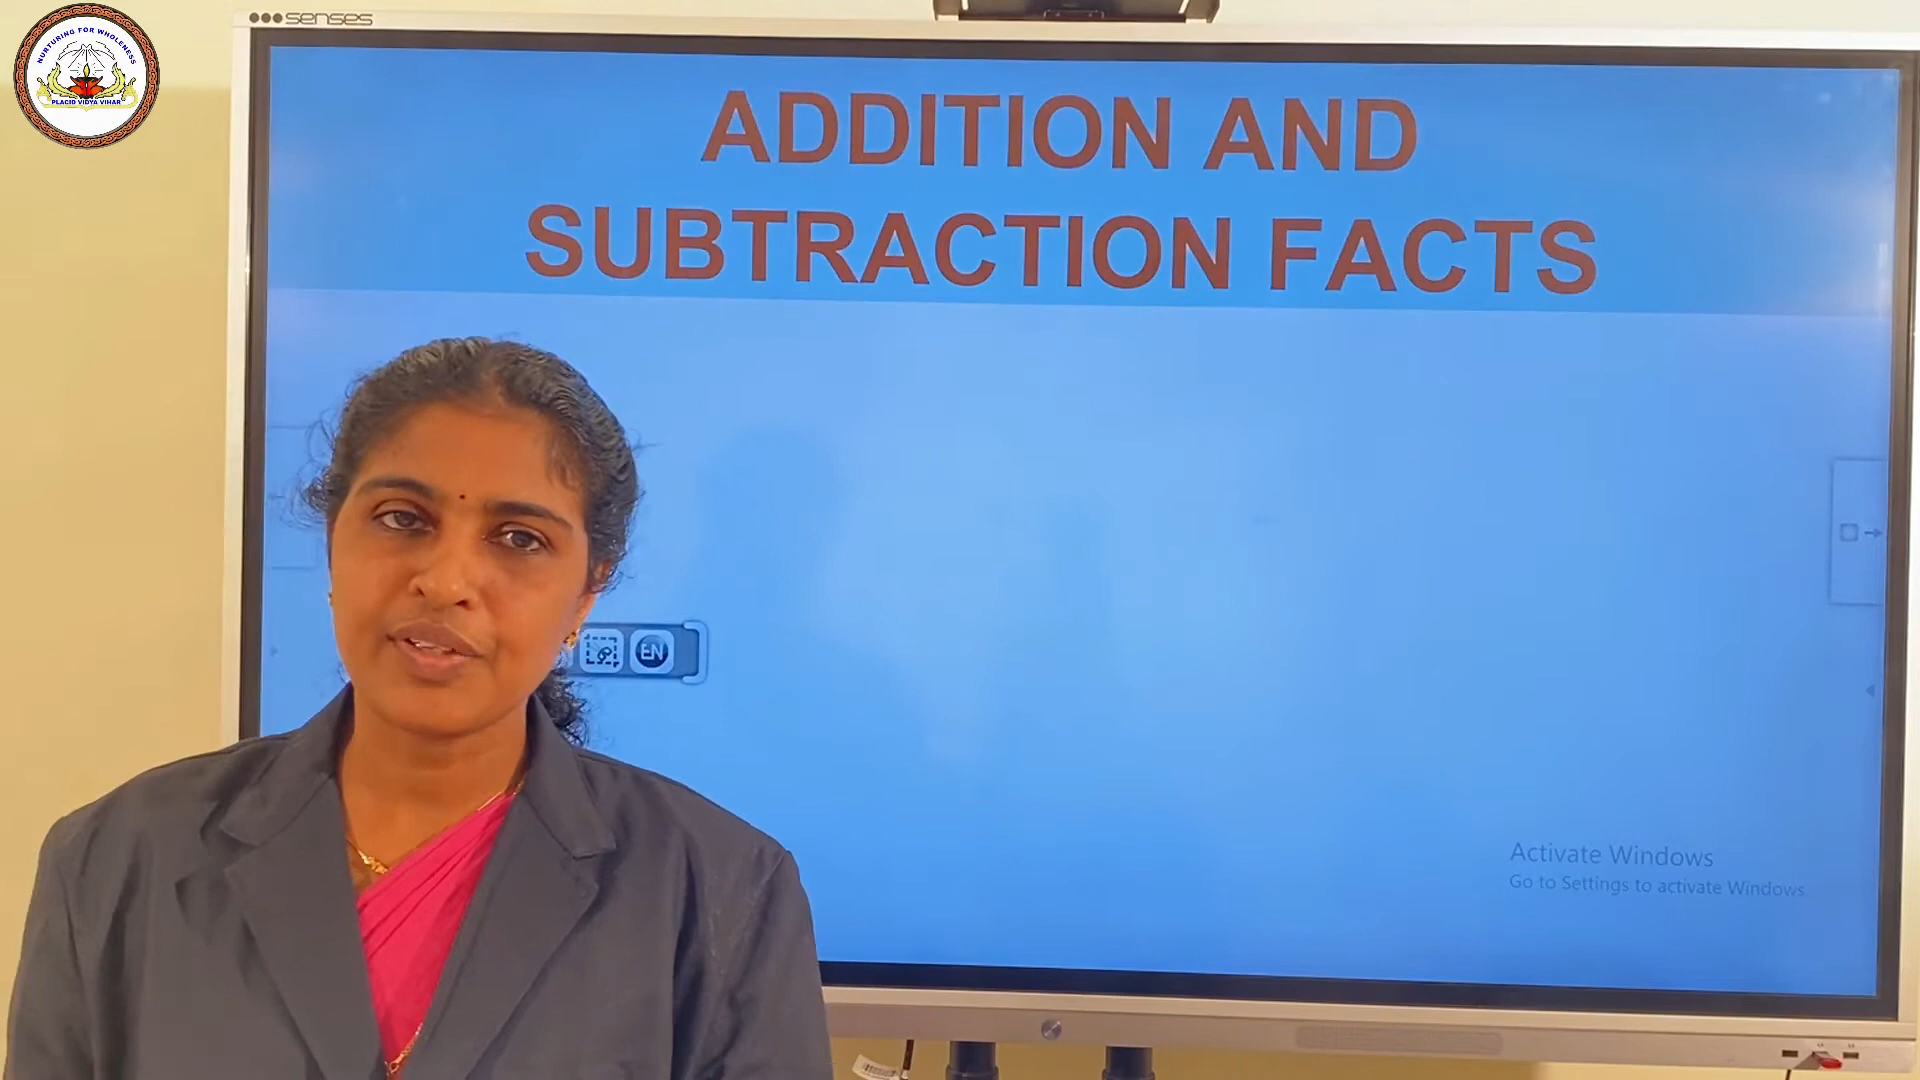 senses
NURTURING FOR WHOLENESS
PLACID VIDYA VIHAR
ADDITION AND
SUBTRACTION FACTS
EN
Activate Windows
Go to Settings to activate Windows